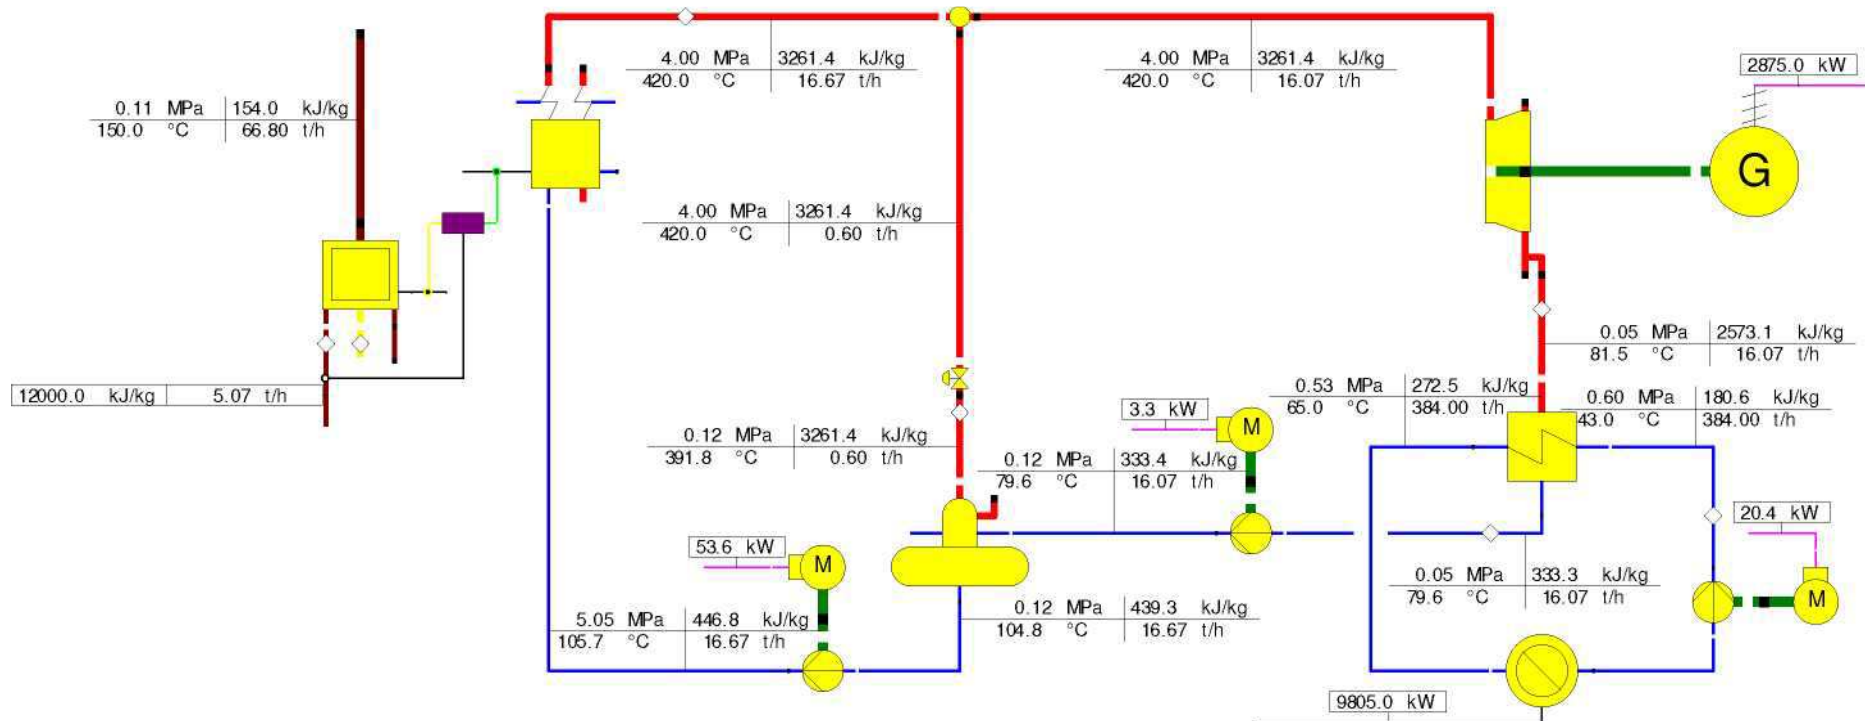 4.00 MPa 3261.4 kJ/kg
420.0 °C 16.67 t/h
4.00 MPa 3261.4 kJ/kg
420.0 °C 16.07 t/h
2875.0 kW
0.11 MPa 154.0 kJ/kg
150.0 °C 66.80 t/h
G
4.00 MPa 3261.4 kJ/kg
420.0 °C 0.60 t/h
0.05 MPa 2573.1 kJ/kg
81.5 °C 16.07 t/h
12000.0 kJ/kg 5.07 t/h
0.53 MPa 272.5 kJ/kg
65.0 °C 384.00 t/h
0.60 MPa 180.6 kJ/kg
43.0 °C 384.00 t/h
3.3 kW
M
0.12 MPa 3261.4 kJ/kg
391.8 °C 0.60 t/h
0.12 MPa 333.4 kJ/kg
79.6 °C 16.07 t/h
20.4 kW
53.6 kW
M
0.05 MPa 333.3 kJ/kg
79.6 °C 16.07 t/h
M
5.05 MPa 446.8 kJ/kg
105.7 °C 16.67 t/h
0.12 MPa 439.3 kJ/kg
104.8 °C 16.67 t/h
9805.0 kW